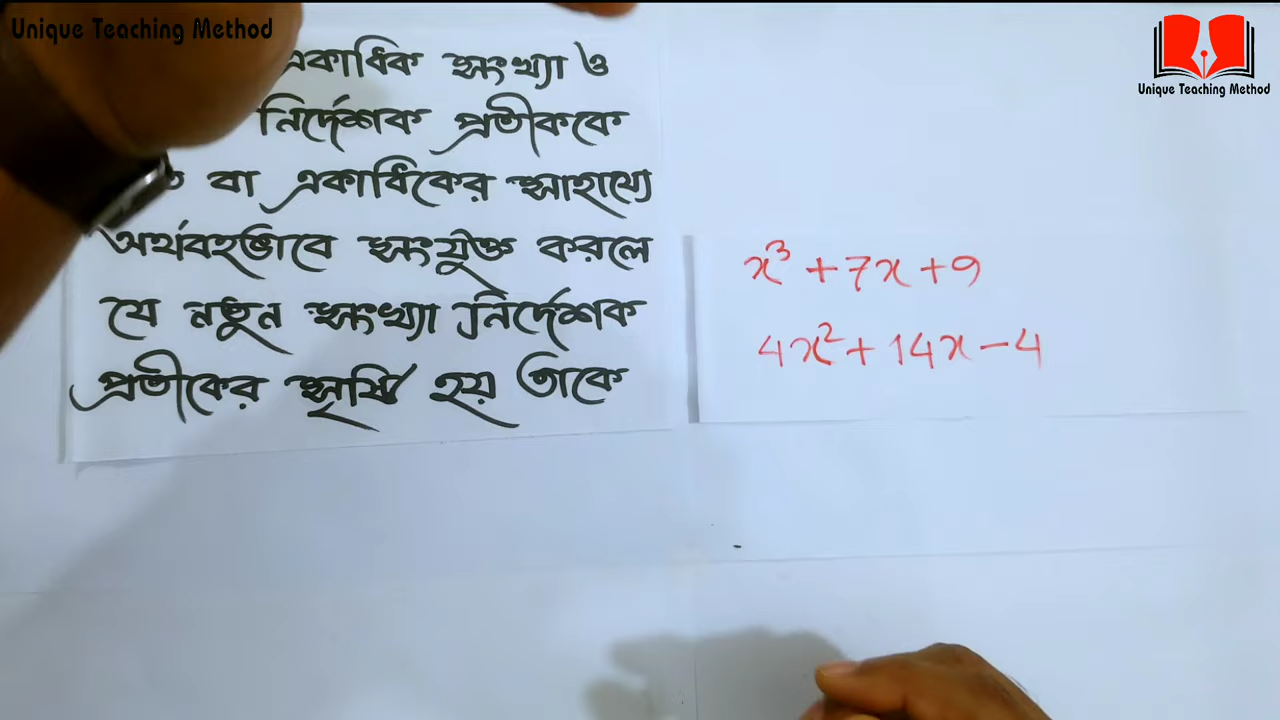 Unique Teaching Method
একাধিক সংখ্যা ও
নির্দেশক প্রতীককে
বা একাধিকের সাহায্যে
অর্থবহভাবে সংযুক্ত করলে
যে নতুন সংখ্যা নির্দেশক
প্রতীকের সৃষ্টি হয় তাকে
x³ + 7x + 9
4x² + 14x - 4
Unique Teaching Method